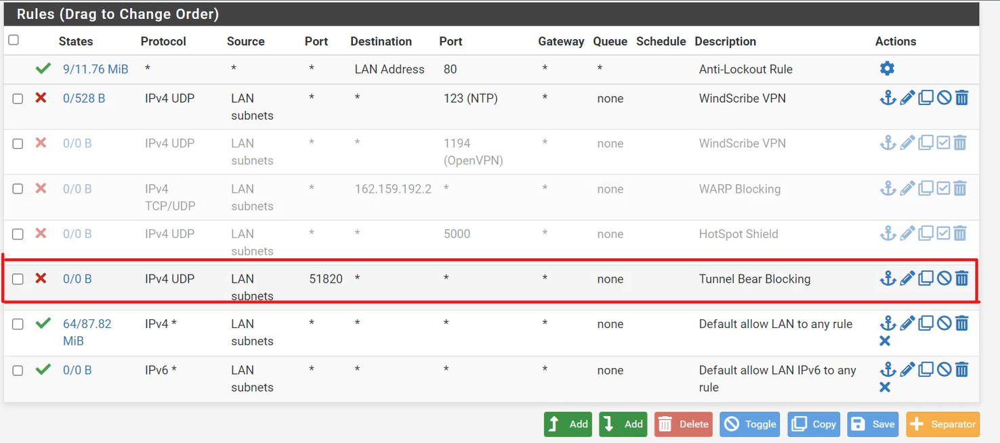 Rules (Drag to Change Order)
States Protocol Source Port Destination Port Gateway Queue Schedule Description Actions
9/11.76 MiB * * * LAN Address 80 * * Anti-Lockout Rule
0/528 B IPv4 UDP LAN * * 123 (NTP) * none WindScribe VPN
subnets
0/0 B IPv4 UDP LAN * * 1194 * none WindScribe VPN
subnets (OpenVPN)
0/0 B IPv4 LAN * 162.159.192.2 * * none WARP Blocking
TCP/UDP subnets
0/0 B IPv4 UDP LAN * * 5000 * none HotSpot Shield
subnets
0/0 B IPv4 UDP LAN 51820 * * * none Tunnel Bear Blocking
subnets
64/87.82 IPv4 * LAN * * * * none Default allow LAN to any rule
MiB subnets
0/0 B IPv6 * LAN * * * * none Default allow LAN IPv6 to any
subnets rule
Add Add Delete Toggle Copy Save Separator